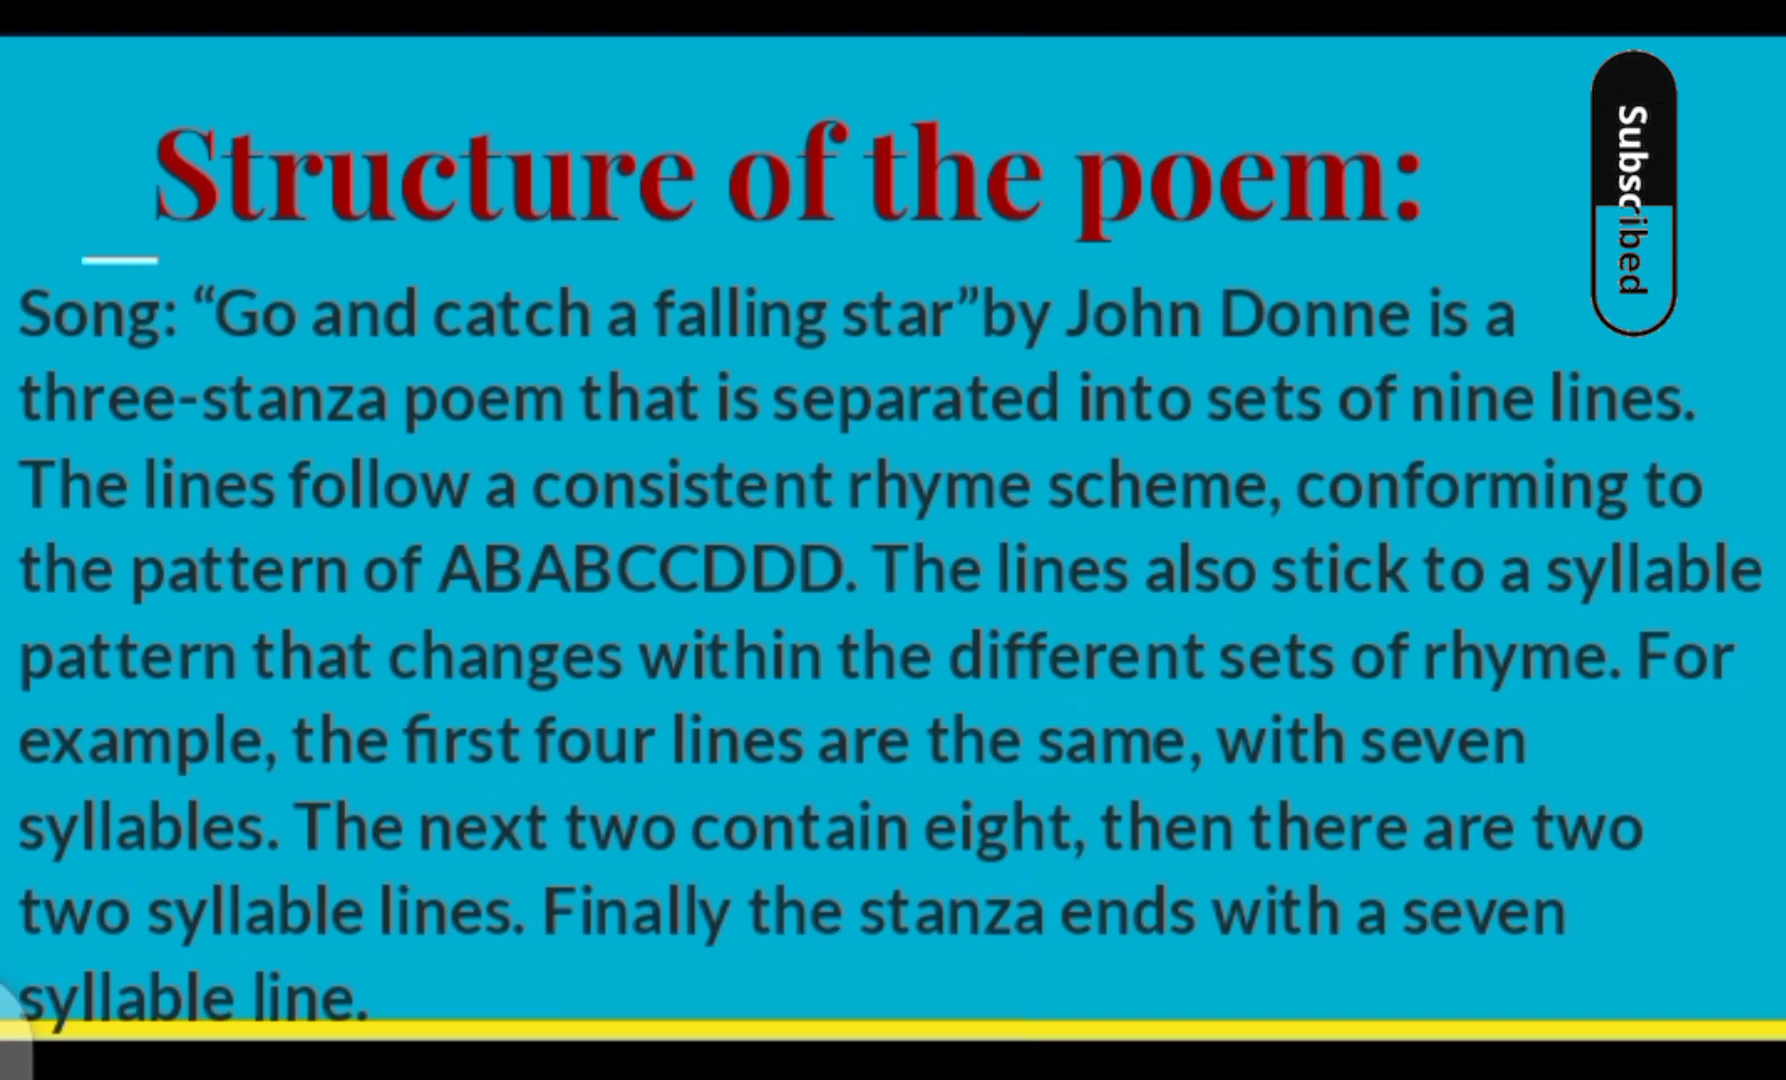 Structure of the poem:
Subscribed
Song: “Go and catch a falling star”by John Donne is a
three-stanza poem that is separated into sets of nine lines.
The lines follow a consistent rhyme scheme, conforming to
the pattern of ABABCCDDD. The lines also stick to a syllable
pattern that changes within the different sets of rhyme. For
example, the first four lines are the same, with seven
syllables. The next two contain eight, then there are two
two syllable lines. Finally the stanza ends with a seven
syllable line.